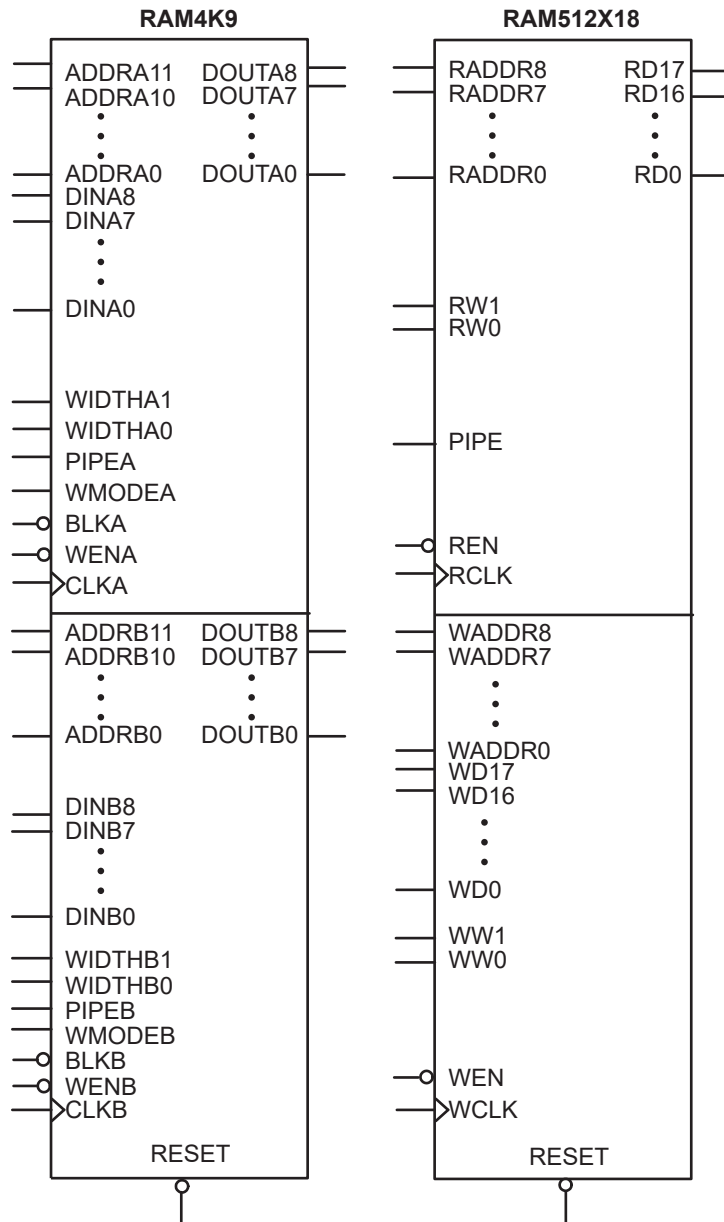 RAM4K9
ADDRA11 DOUTA8
ADDRA10 DOUTA7
ADDRA0 DOUTA0
DINA8
DINA7
DINA0
WIDTHA1
WIDTHA0
PIPEA
WMODEA
BLKA
WENA
CLKA
ADDRB11 DOUTB8
ADDRB10 DOUTB7
ADDRB0 DOUTB0
DINB8
DINB7
DINB0
WIDTHB1
WIDTHB0
PIPEB
WMODEB
BLKB
WENB
CLKB
RESET
RAM512X18
RADDR8 RD17
RADDR7 RD16
RADDR0 RD0
RW1
RW0
PIPE
REN
RCLK
WADDR8
WADDR7
WADDR0
WD17
WD16
WD0
WW1
WW0
WEN
WCLK
RESET